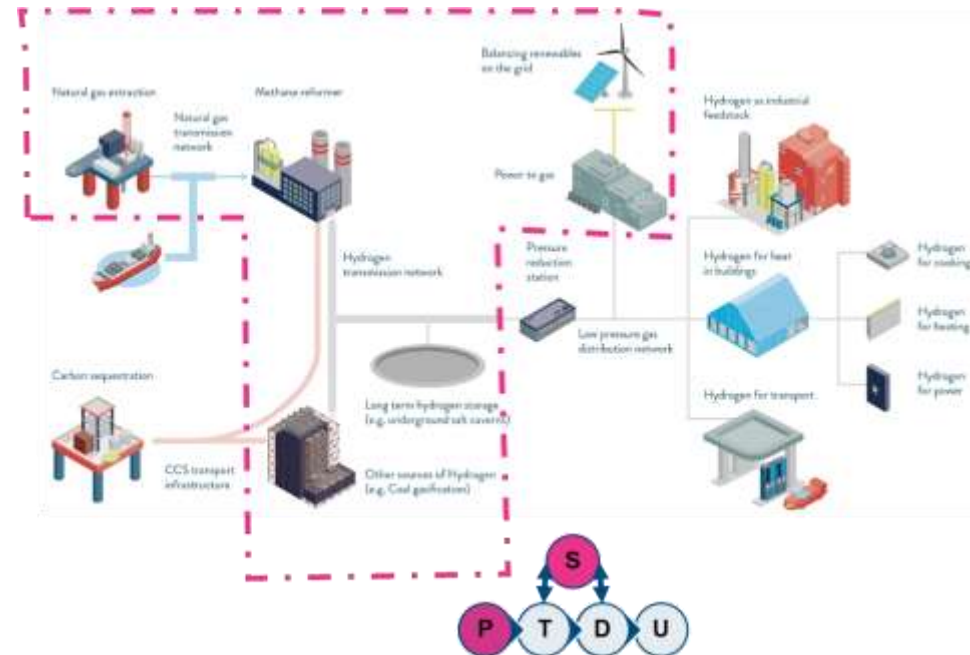 Balancing renewables
on the grid
Natural gas extraction
Methane reformer
Natural gas
transmission
network
Hydrogen as industrial
feedstock
Power to gas
Hydrogen
transmission network
Pressure
reduction
station
Hydrogen for heat
in buildings
Hydrogen
for cooking
Low pressure gas
distribution network
Hydrogen
for heating
Carbon sequestration
Long term hydrogen storage
(e.g. underground salt cavern)
Hydrogen for transport
Hydrogen
for power
CCS transport
infrastructure
Other sources of Hydrogen
(e.g. Coal gasification)
S
P T D U